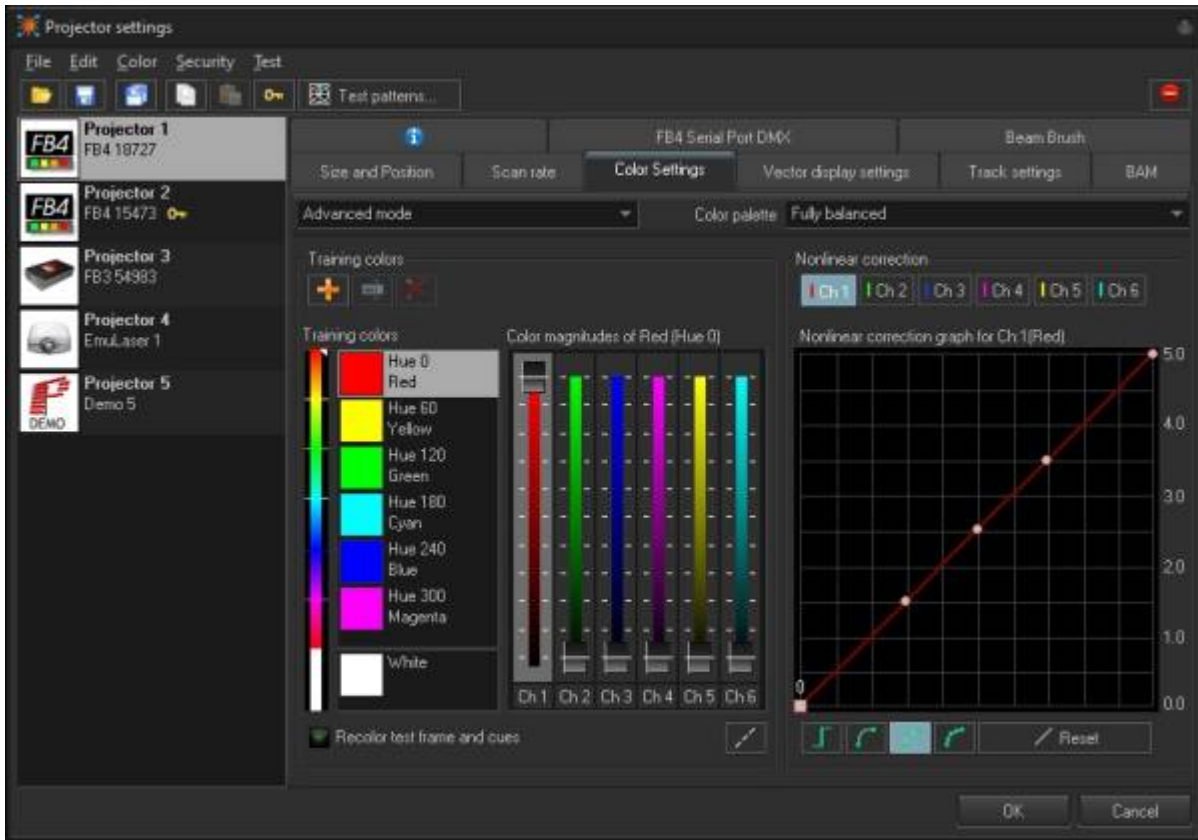 Projector settings
File Edit Color Security Test
Test patterns...
FB4
Projector 1
FB4 18727
FB4
Projector 2
FB4 15473
Projector 3
FB3 54983
Projector 4
EmuLaser 1
DEMO
Projector 5
Demo 5
FB4 Serial Port DMX Beam Brush
Size and Position Scan rate Color Settings Vector display settings Track settings BAM
Advanced mode Color palette Fully balanced
Training colors
Training colors
Hue 0
Red
Hue 60
Yellow
Hue 120
Green
Hue 180
Cyan
Hue 240
Blue
Hue 300
Magenta
White
Recolor test frame and cues
Color magnitudes of Red (Hue 0)
Ch 1 Ch 2 Ch 3 Ch 4 Ch 5 Ch 6
Nonlinear correction
Ch 1 Ch 2 Ch 3 Ch 4 Ch 5 Ch 6
Nonlinear correction graph for Ch 1(Red)
5.0
4.0
3.0
2.0
1.0
0.0
0
Reset
OK Cancel